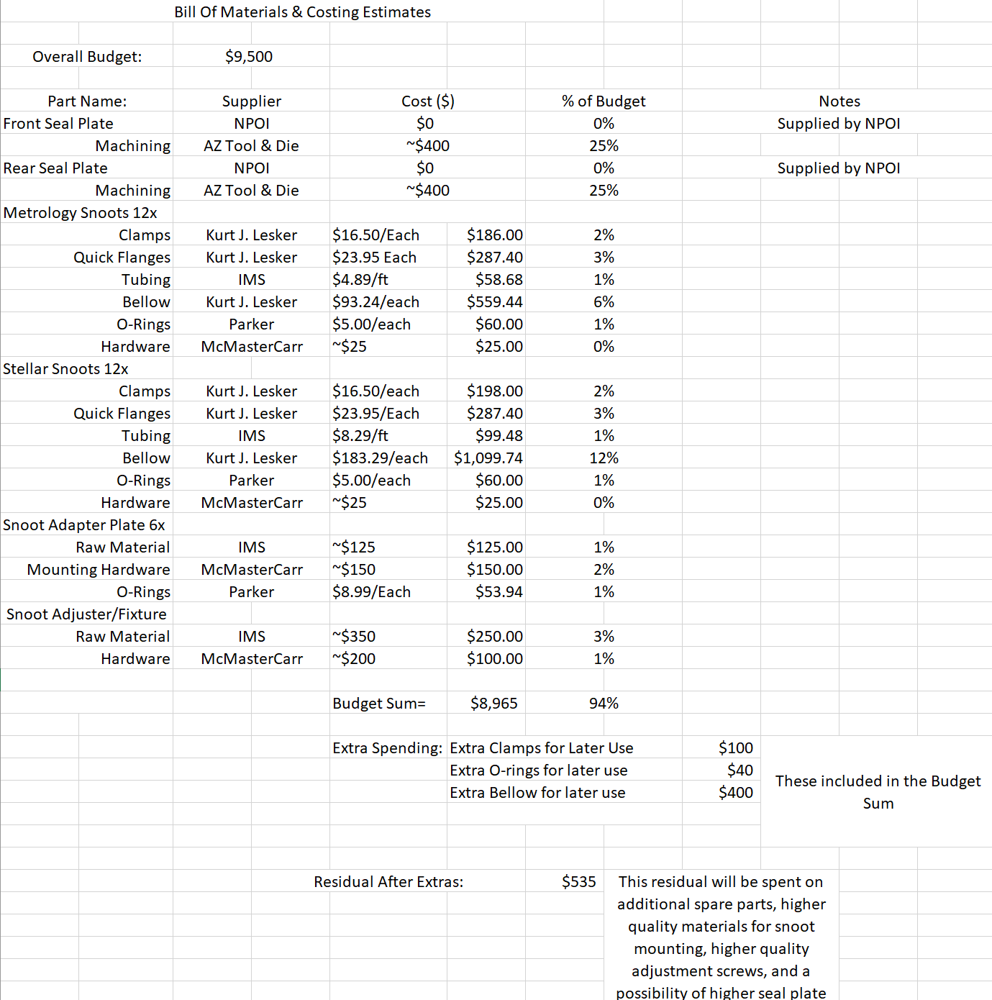 Bill Of Materials & Costing Estimates
Overall Budget: $9,500
Part Name: Supplier Cost ($) % of Budget Notes
Front Seal Plate NPOI $0 0% Supplied by NPOI
Machining AZ Tool & Die ~$400 25%
Rear Seal Plate NPOI $0 0% Supplied by NPOI
Machining AZ Tool & Die ~$400 25%
Metrology Snoots 12x
Clamps Kurt J. Lesker $16.50/Each $186.00 2%
Quick Flanges Kurt J. Lesker $23.95 Each $287.40 3%
Tubing IMS $4.89/ft $58.68 1%
Bellow Kurt J. Lesker $93.24/each $559.44 6%
O-Rings Parker $5.00/each $60.00 1%
Hardware McMasterCarr ~$25 $25.00 0%
Stellar Snoots 12x
Clamps Kurt J. Lesker $16.50/each $198.00 2%
Quick Flanges Kurt J. Lesker $23.95/Each $287.40 3%
Tubing IMS $8.29/ft $99.48 1%
Bellow Kurt J. Lesker $183.29/each $1,099.74 12%
O-Rings Parker $5.00/each $60.00 1%
Hardware McMasterCarr ~$25 $25.00 0%
Snoot Adapter Plate 6x
Raw Material IMS ~$125 $125.00 1%
Mounting Hardware McMasterCarr ~$150 $150.00 2%
O-Rings Parker $8.99/Each $53.94 1%
Snoot Adjuster/Fixture
Raw Material IMS ~$350 $250.00 3%
Hardware McMasterCarr ~$200 $100.00 1%
Budget Sum= $8,965 94%
Extra Spending: Extra Clamps for Later Use $100
Extra O-rings for later use $40
Extra Bellow for later use $400
These included in the Budget
Sum
Residual After Extras: $535
This residual will be spent on
additional spare parts, higher
quality materials for snoot
mounting, higher quality
adjustment screws, and a
possibility of higher seal plate